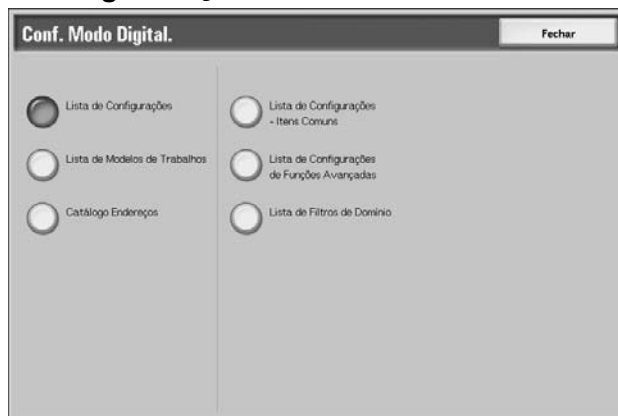 Conf. Modo Digital.
Fechar
Lista de Configurações
Lista de Modelos de Trabalhos
Catálogo Endereços
Lista de Configurações
- Itens Comuns
Lista de Configurações
de Funções Avançadas
Lista de Filtros de Domínio